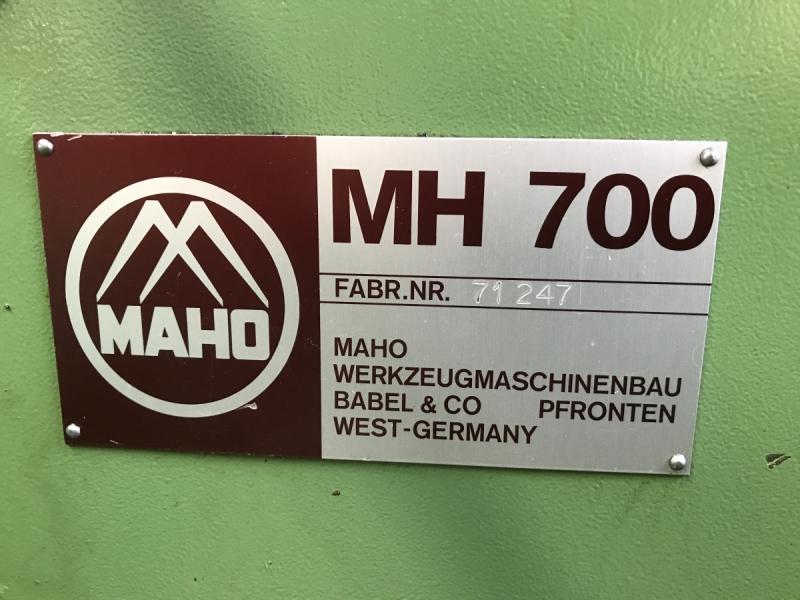 MAHO
MH 700
FABR.NR. 71 247
MAHO
WERKZEUGMASCHINENBAU
BABEL & CO PFRONTEN
WEST-GERMANY